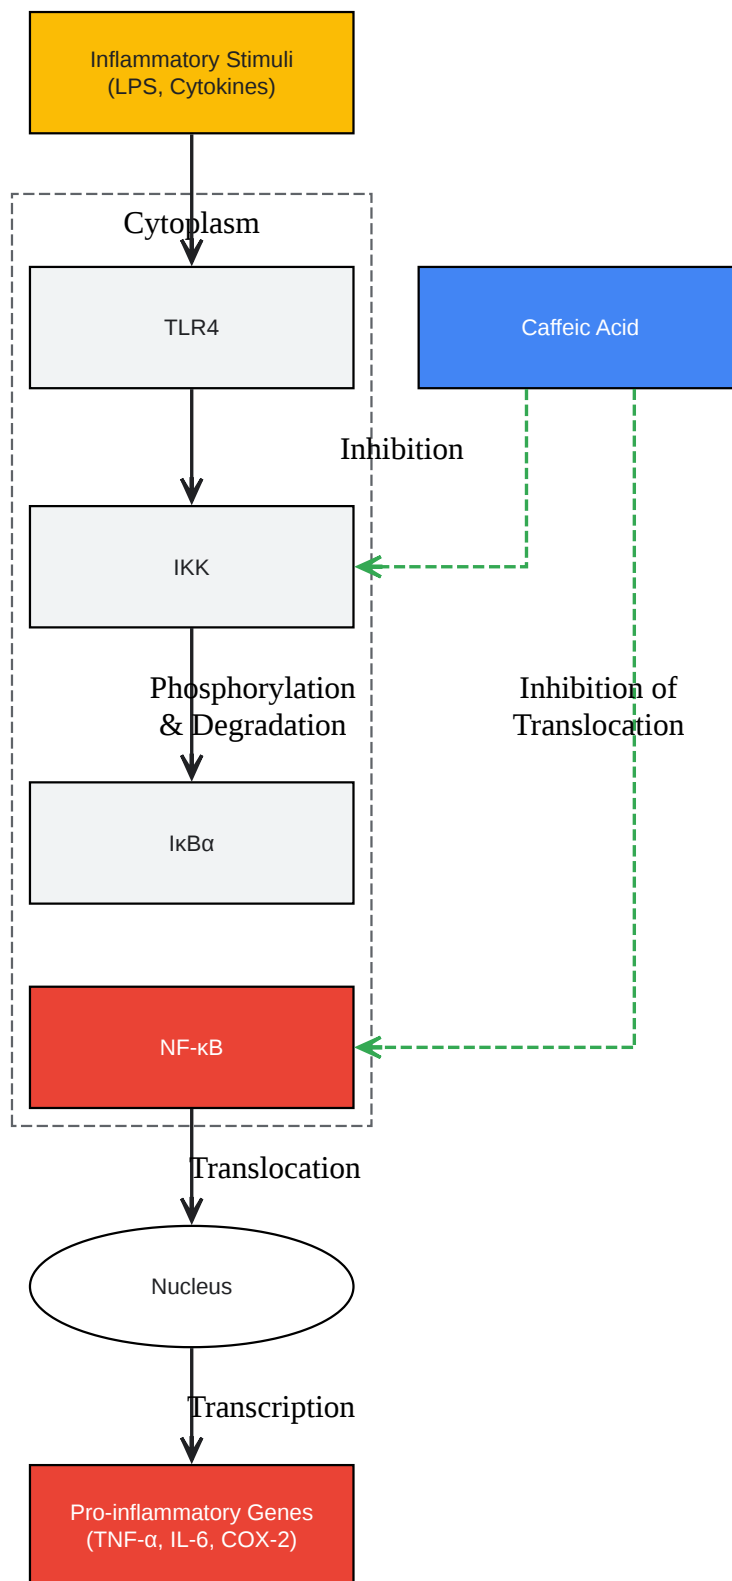 Inflammatory Stimuli
(LPS, Cytokines)
Cytoplasm
TLR4
Caffeic Acid
Inhibition
IKK
Phosphorylation
& Degradation
Inhibition of
Translocation
IκBα
NF-κB
Translocation
Nucleus
Transcription
Pro-inflammatory Genes
(TNF-α, IL-6, COX-2)